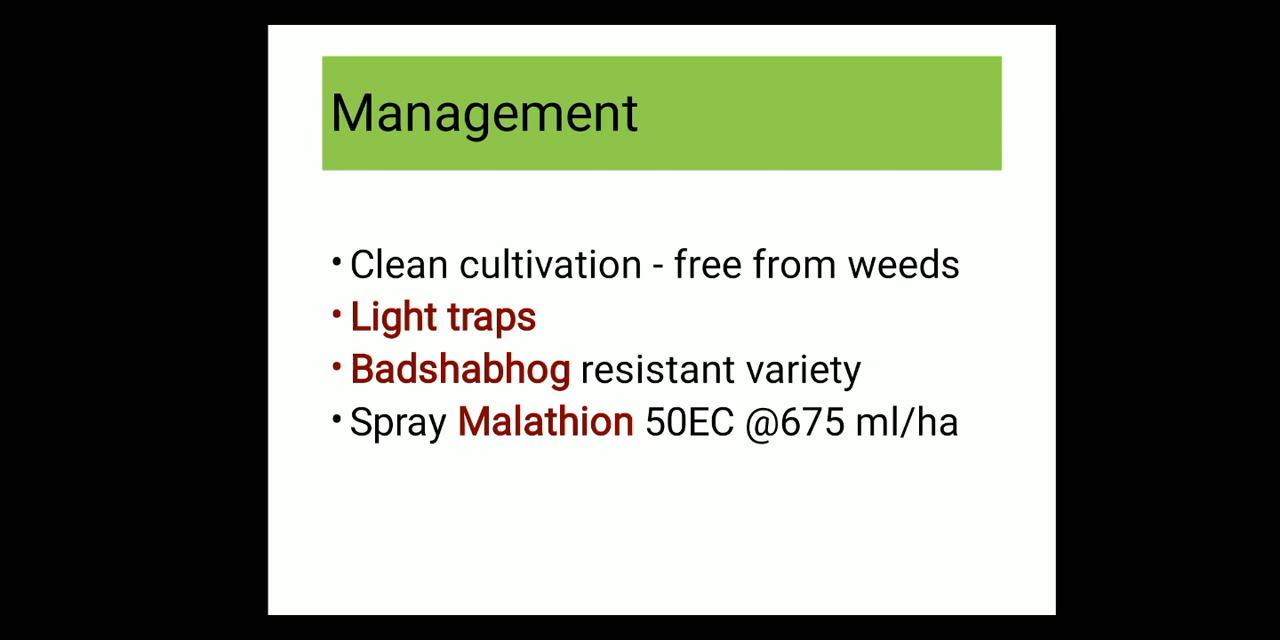 Management
• Clean cultivation - free from weeds
• Light traps
• Badshabhog resistant variety
• Spray Malathion 50EC @675 ml/ha